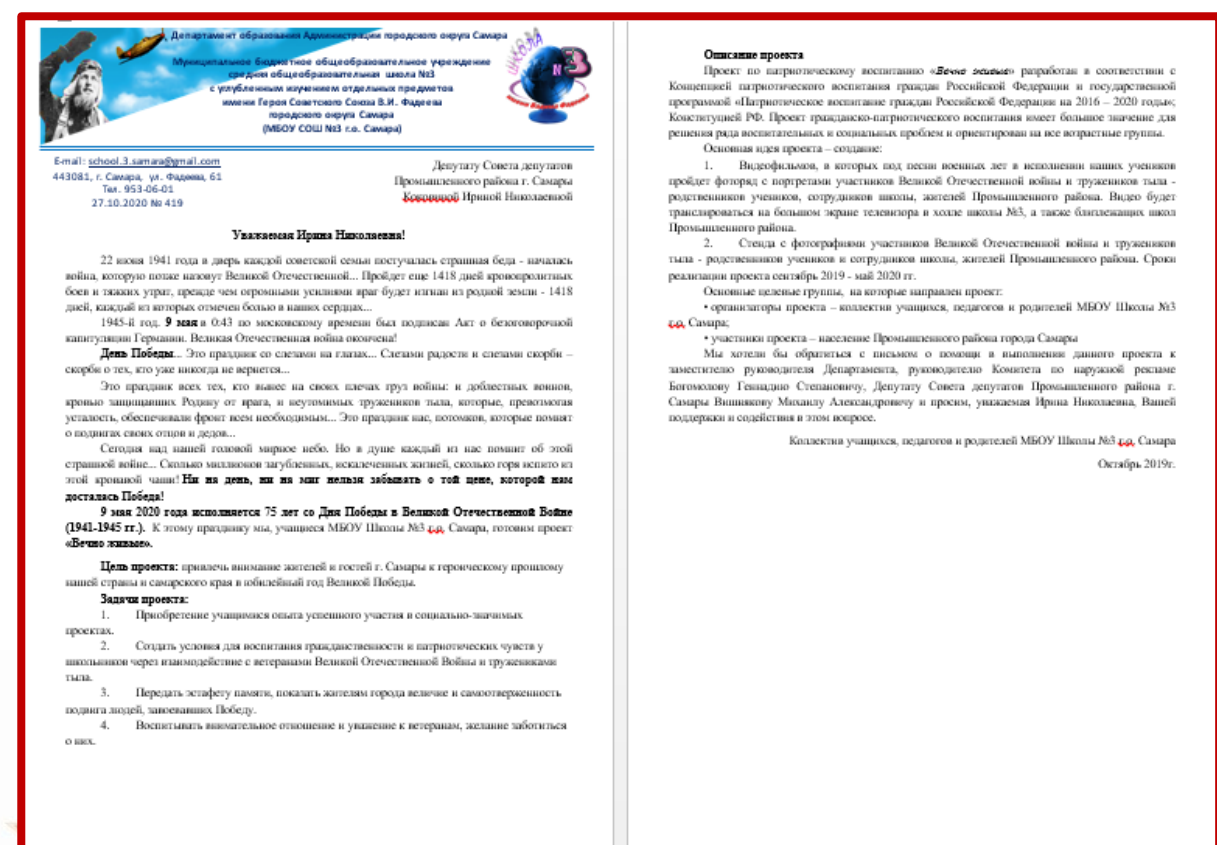 Департамент образования Администрации городского округа Самара
Муниципальное бюджетное общеобразовательное учреждение
средняя общеобразовательная школа №3
с углубленным изучением отдельных предметов
имени Героя Советского Союза В.И. Фадеева
городского округа Самара
(МБОУ СОШ №3 г.о. Самара)
ШКОЛА
№3
E-mail: school.3.samara@gmail.com
443081, г. Самара, ул. Фадеева, 61
Тел. 953-06-01
27.10.2020 № 419
Депутату Совета депутатов
Промышленного района г. Самары
Ириной Николаевной
Уважаемая Ирина Николаевна!
22 июня 1941 года в дверь каждой советской семьи постучалась страшная беда - началась
война, которую позже назовут Великой Отечественной... Пройдет еще 1418 дней кровопролитных
боев и тяжких утрат, прежде чем огромными усилиями враг будет изгнан из родной земли - 1418
дней, каждый из которых отмечен болью в наших сердцах...
1945-й год. 9 мая в 0:43 по московскому времени был подписан Акт о безоговорочной
капитуляции Германии. Великая Отечественная война окончена!
День Победы... Это праздник со слезами на глазах... Слезами радости и слезами скорби –
скорби о тех, кто уже никогда не вернется...
Это праздник всех тех, кто вынес на своих плечах груз войны: и доблестных воинов,
кровью защищавших Родину от врага, и неутомимых тружеников тыла, которые, превозмогая
усталость, обеспечивали фронт всем необходимым... Это праздник нас, потомков, которые помнят
о подвигах своих отцов и дедов...
Сегодня над нашей головой мирное небо. Но в душе каждый из нас помнит об этой
страшной войне... Сколько миллионов загубленных, искалеченных жизней, сколько горя испито из
этой кровавой чаши! Ни на день, ни на миг нельзя забывать о той цене, которой нам
досталась Победа!
9 мая 2020 года исполняется 75 лет со Дня Победы в Великой Отечественной Войне
(1941-1945 гг.). К этому празднику мы, учащиеся МБОУ Школы №3 г.о. Самара, готовим проект
«Вечно живые».
Цель проекта: привлечь внимание жителей и гостей г. Самары к героическому прошлому
нашей страны и самарского края в юбилейный год Великой Победы.
Задачи проекта:
1. Приобретение учащимися опыта успешного участия в социально-значимых
проектах.
2. Создать условия для воспитания гражданственности и патриотических чувств у
школьников через взаимодействие с ветеранами Великой Отечественной Войны и тружениками
тыла.
3. Передать эстафету памяти, показать жителям города величие и самоотверженность
подвига людей, завоевавших Победу.
4. Воспитывать внимательное отношение и уважение к ветеранам, желание заботиться
о них.
Описание проекта
Проект по патриотическому воспитанию «Вечно живые» разработан в соответствии с
Концепцией патриотического воспитания граждан Российской Федерации и государственной
программой «Патриотическое воспитание граждан Российской Федерации на 2016 – 2020 годы»;
Конституцией РФ. Проект гражданско-патриотического воспитания имеет большое значение для
решения ряда воспитательных и социальных проблем и ориентирован на все возрастные группы.
Основная идея проекта – создание:
1. Видеофильмов, в которых под песни военных лет в исполнении наших учеников
пройдет фоторяд с портретами участников Великой Отечественной войны и тружеников тыла -
родственников учеников, сотрудников школы, жителей Промышленного района. Видео будет
транслироваться на большом экране телевизора в холле школы №3, а также близлежащих школ
Промышленного района.
2. Стенда с фотографиями участников Великой Отечественной войны и тружеников
тыла - родственников учеников и сотрудников школы, жителей Промышленного района. Сроки
реализации проекта сентябрь 2019 - май 2020 гг.
Основные целевые группы, на которые направлен проект:
• организаторы проекта – коллектив учащихся, педагогов и родителей МБОУ Школы №3
г.о. Самара;
• участники проекта – население Промышленного района города Самары
Мы хотели бы обратиться с письмом о помощи в выполнении данного проекта к
заместителю руководителя Департамента, руководителю Комитета по наружной рекламе
Богомолову Геннадию Степановичу, Депутату Совета депутатов Промышленного района г.
Самары Вишнякову Михаилу Александровичу и просим, уважаемая Ирина Николаевна, Вашей
поддержки и содействия в этом вопросе.
Коллектив учащихся, педагогов и родителей МБОУ Школы №3 г.о. Самара
Октябрь 2019г.